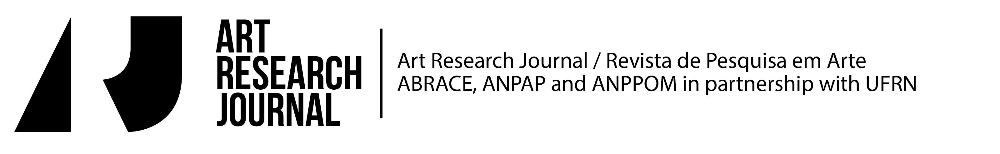 ART
RESEARCH
JOURNAL
Art Research Journal / Revista de Pesquisa em Arte
ABRACE, ANPAP and ANPPOM in partnership with UFRN